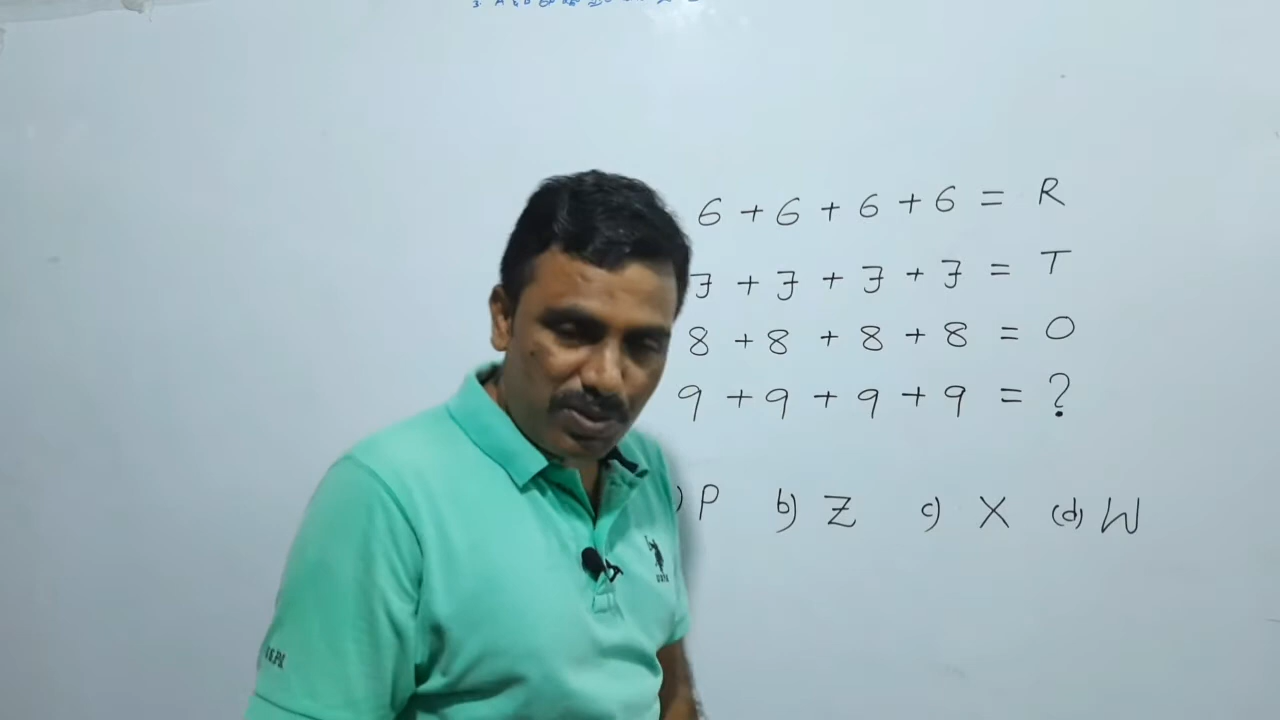 6 + 6 + 6 + 6 = R
7 + 7 + 7 + 7 = T
8 + 8 + 8 + 8 = O
9 + 9 + 9 + 9 = ?
) P b) Z c) X (d) W